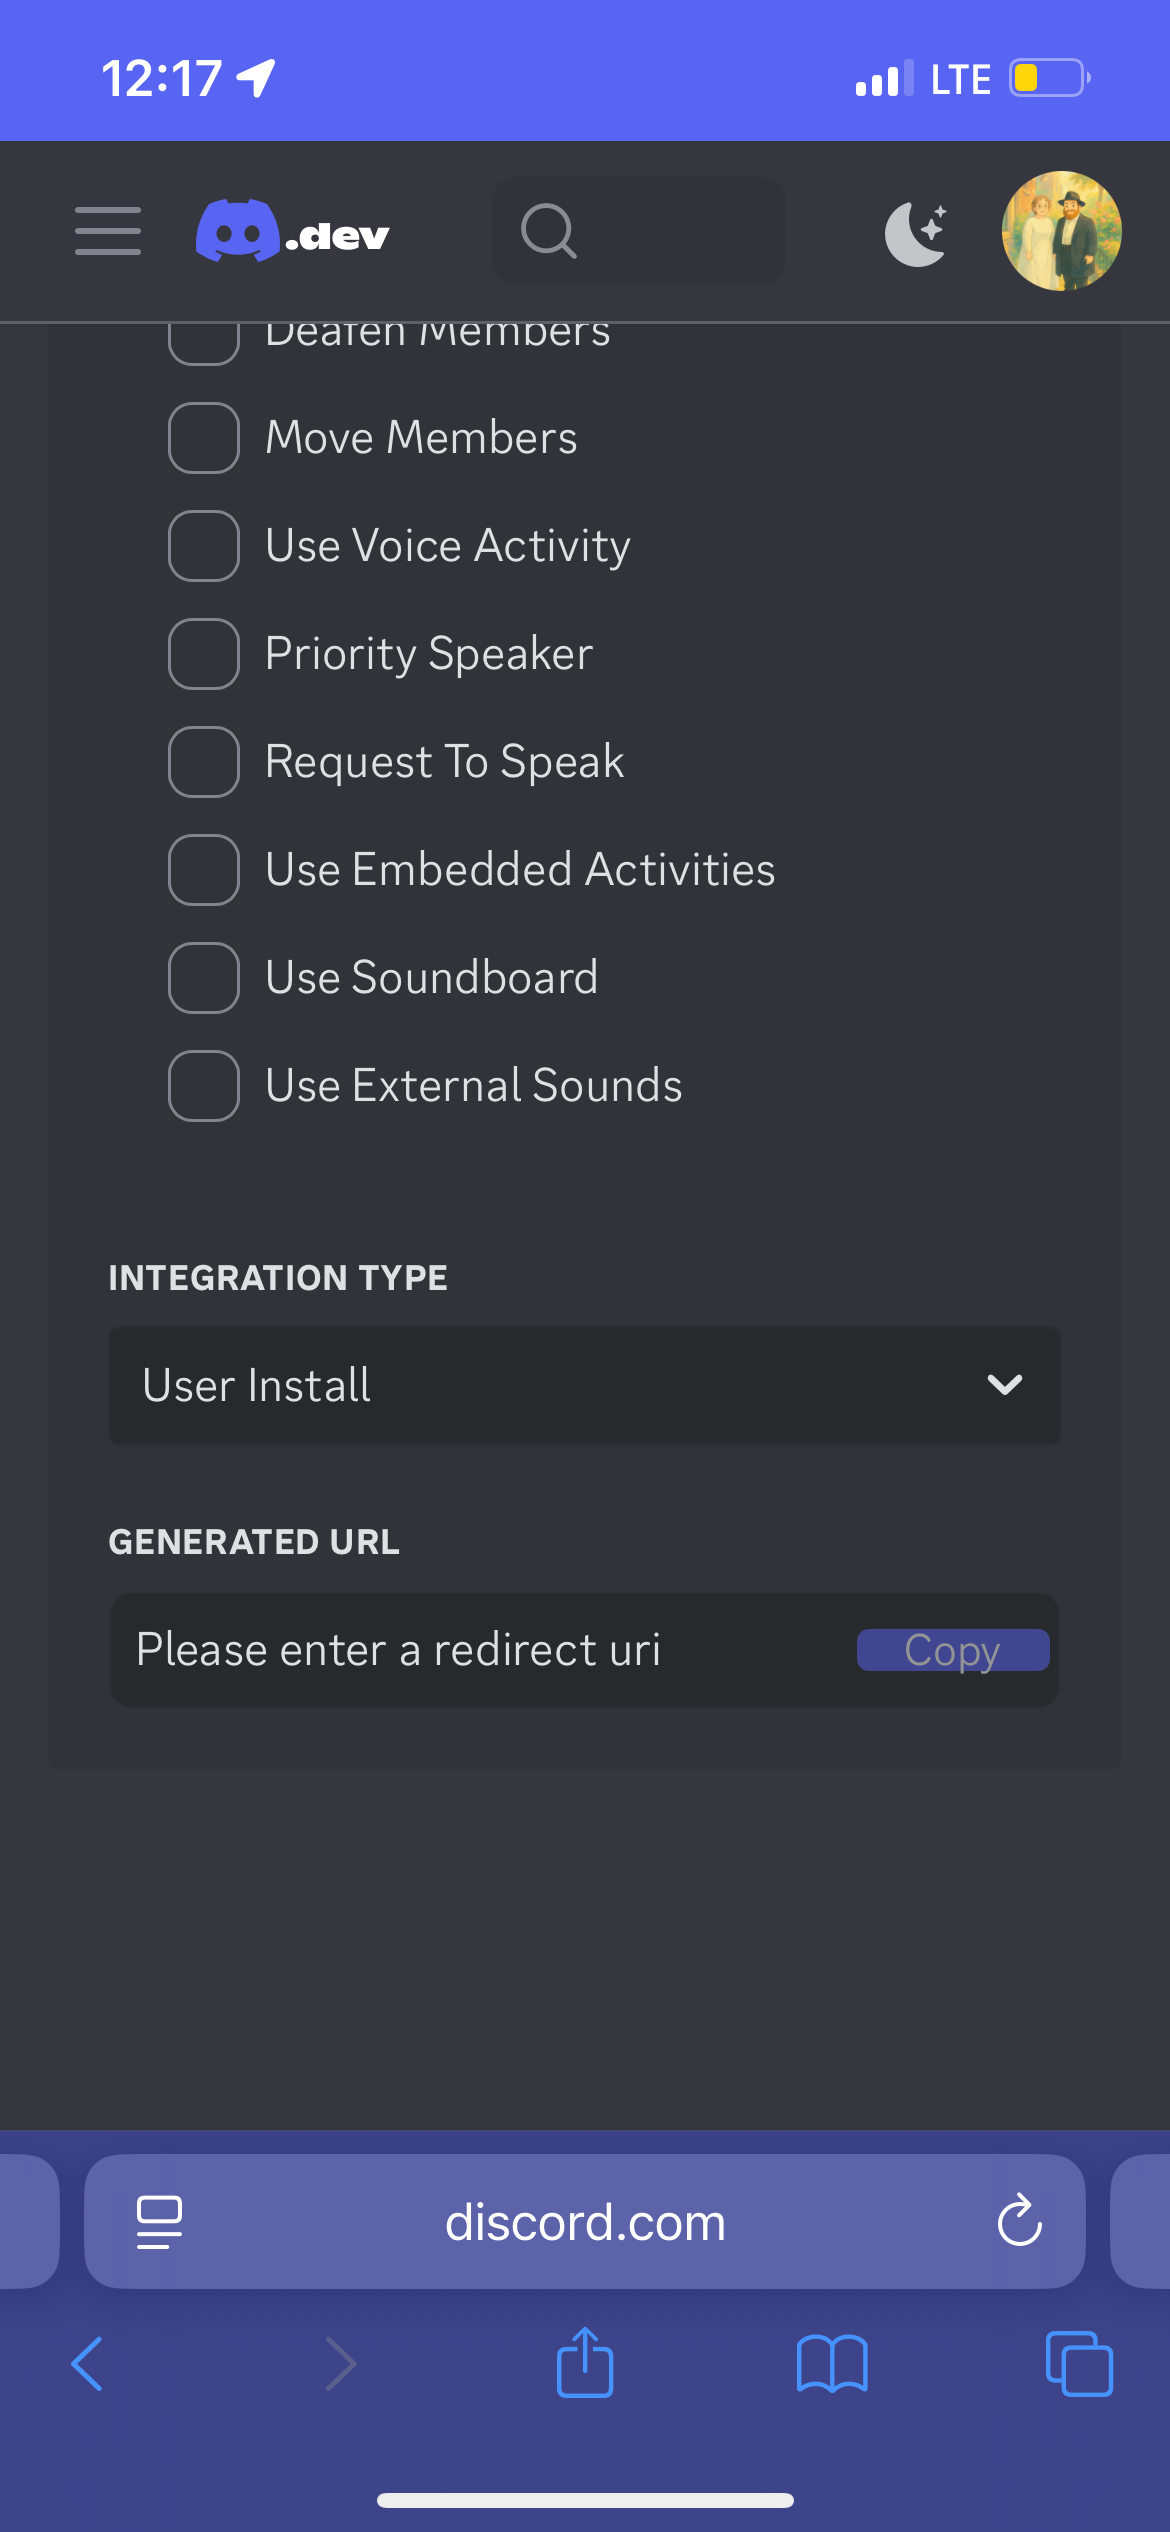 12:17
LTE
.dev
Deafen Members
Move Members
Use Voice Activity
Priority Speaker
Request To Speak
Use Embedded Activities
Use Soundboard
Use External Sounds
INTEGRATION TYPE
User Install
GENERATED URL
Please enter a redirect uri
Copy
discord.com